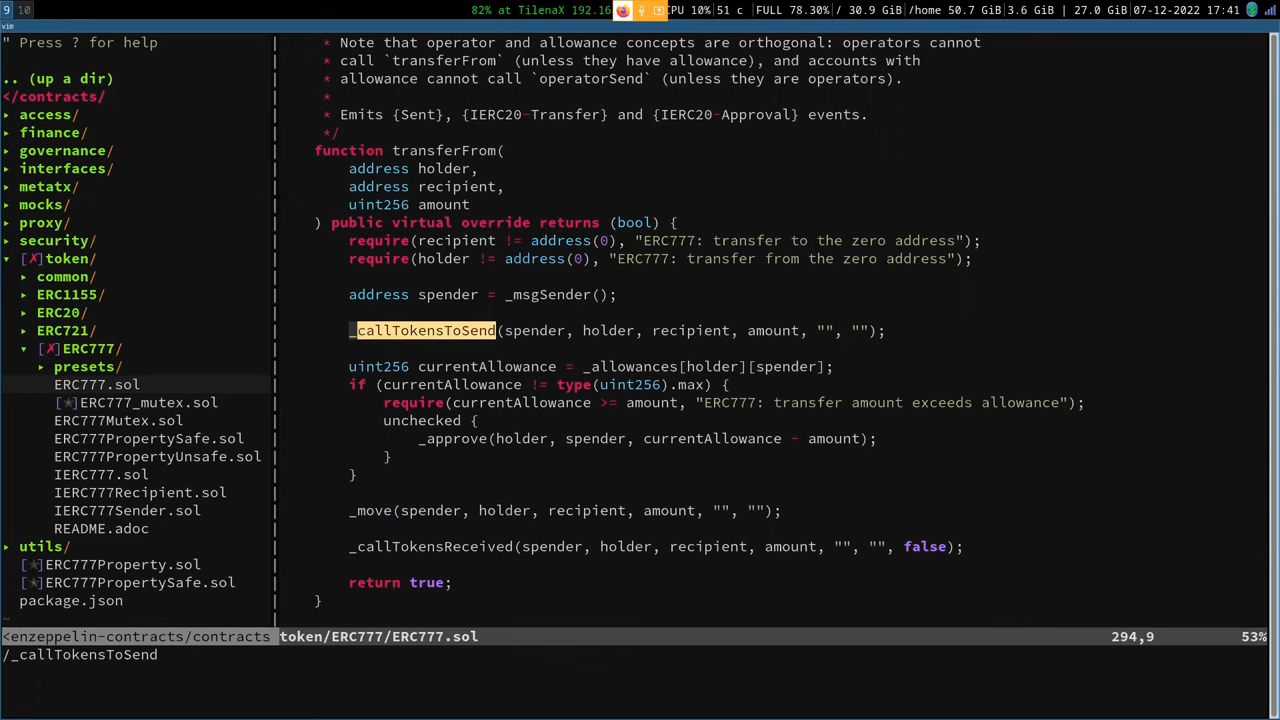 9 10 82% at TilenaX 192.16 CPU 10% 51 c FULL 78.30% / 30.9 GiB /home 50.7 GiB 3.6 GiB | 27.0 GiB 07-12-2022 17:41
vim
" Press ? for help
.. (up a dir)
</contracts/
▸ access/
▸ finance/
▸ governance/
▸ interfaces/
▸ metatx/
▸ mocks/
▸ proxy/
▸ security/
▾ [✗]token/
▸ common/
▸ ERC1155/
▸ ERC20/
▸ ERC721/
▾ [✗]ERC777/
▸ presets/
ERC777.sol
[✭]ERC777_mutex.sol
ERC777Mutex.sol
ERC777PropertySafe.sol
ERC777PropertyUnsafe.sol
IERC777.sol
IERC777Recipient.sol
IERC777Sender.sol
README.adoc
▸ utils/
[✭]ERC777Property.sol
[✭]ERC777PropertySafe.sol
package.json
~
<enzeppelin-contracts/contracts
* Note that operator and allowance concepts are orthogonal: operators cannot
* call `transferFrom` (unless they have allowance), and accounts with
* allowance cannot call `operatorSend` (unless they are operators).
*
* Emits {Sent}, {IERC20-Transfer} and {IERC20-Approval} events.
*/
function transferFrom(
address holder,
address recipient,
uint256 amount
) public virtual override returns (bool) {
require(recipient != address(0), "ERC777: transfer to the zero address");
require(holder != address(0), "ERC777: transfer from the zero address");
address spender = _msgSender();
_callTokensToSend(spender, holder, recipient, amount, "", "");
uint256 currentAllowance = _allowances[holder][spender];
if (currentAllowance != type(uint256).max) {
require(currentAllowance >= amount, "ERC777: transfer amount exceeds allowance");
unchecked {
_approve(holder, spender, currentAllowance - amount);
}
}
_move(spender, holder, recipient, amount, "", "");
_callTokensReceived(spender, holder, recipient, amount, "", "", false);
return true;
}
token/ERC777/ERC777.sol 294,9 53%
/_callTokensToSend